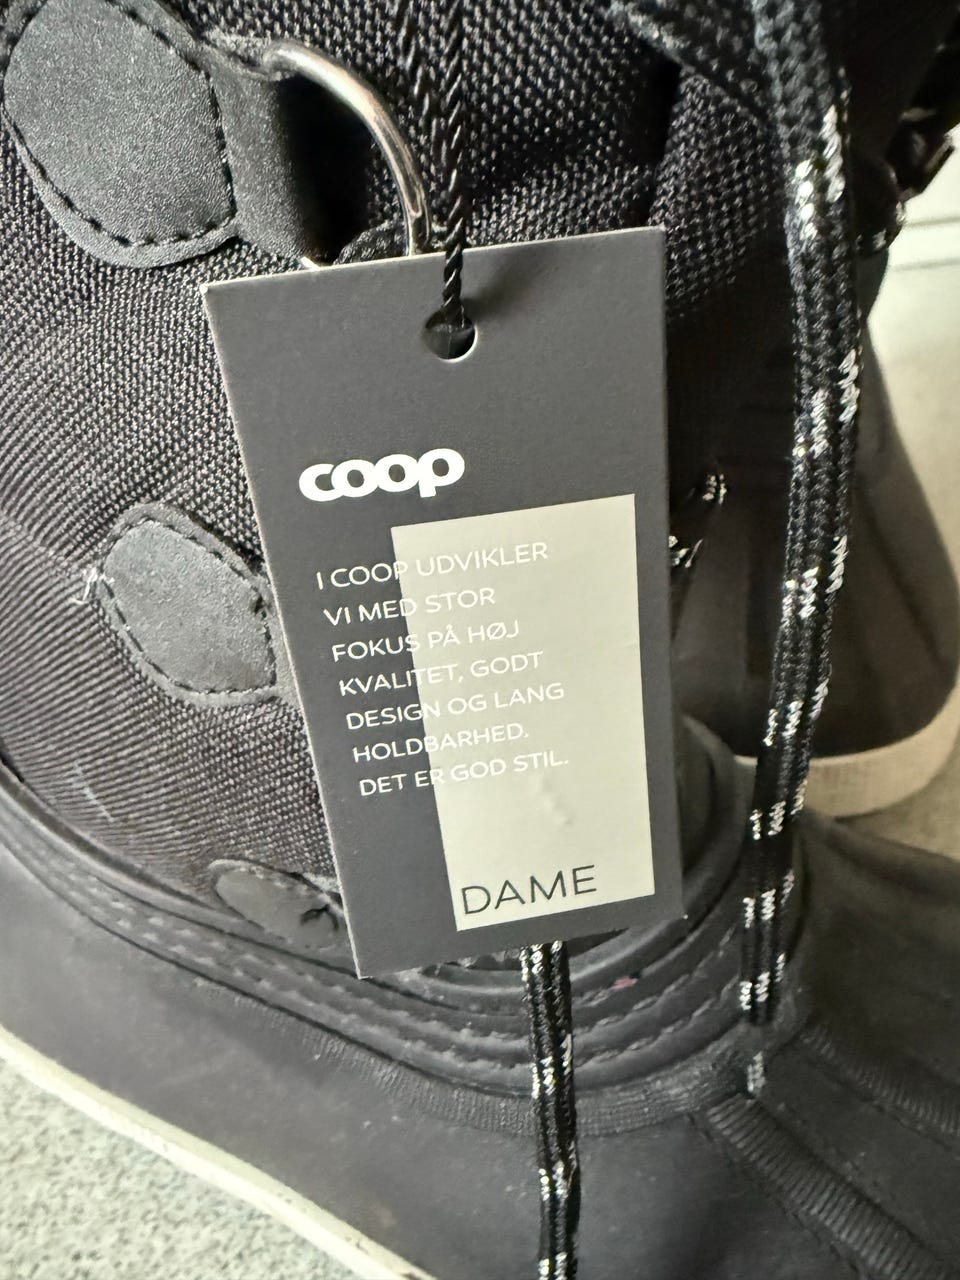 coop
I COOP UDVIKLER
VI MED STOR
FOKUS PÅ HØJ
KVALITET, GODT
DESIGN OG LANG
HOLDBARHED.
DET ER GOD STIL.
DAME